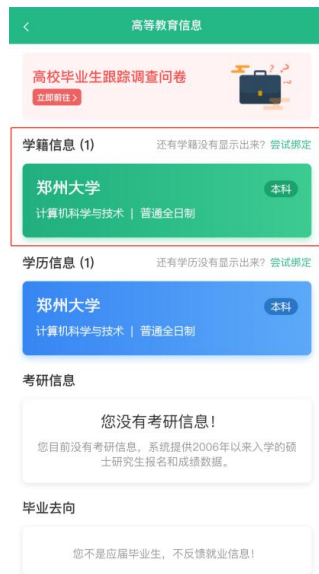 高等教育信息
高校毕业生跟踪调查问卷
立即前往>
学籍信息 (1) 还有学籍没有显示出来? 尝试绑定
郑州大学 本科
计算机科学与技术 | 普通全日制
学历信息 (1) 还有学历没有显示出来? 尝试绑定
郑州大学 本科
计算机科学与技术 | 普通全日制
考研信息
您没有考研信息!
您目前没有考研信息，系统提供2006年以来入学的硕
士研究生报名和成绩数据。
毕业去向
您不是应届毕业生，不反馈就业信息!